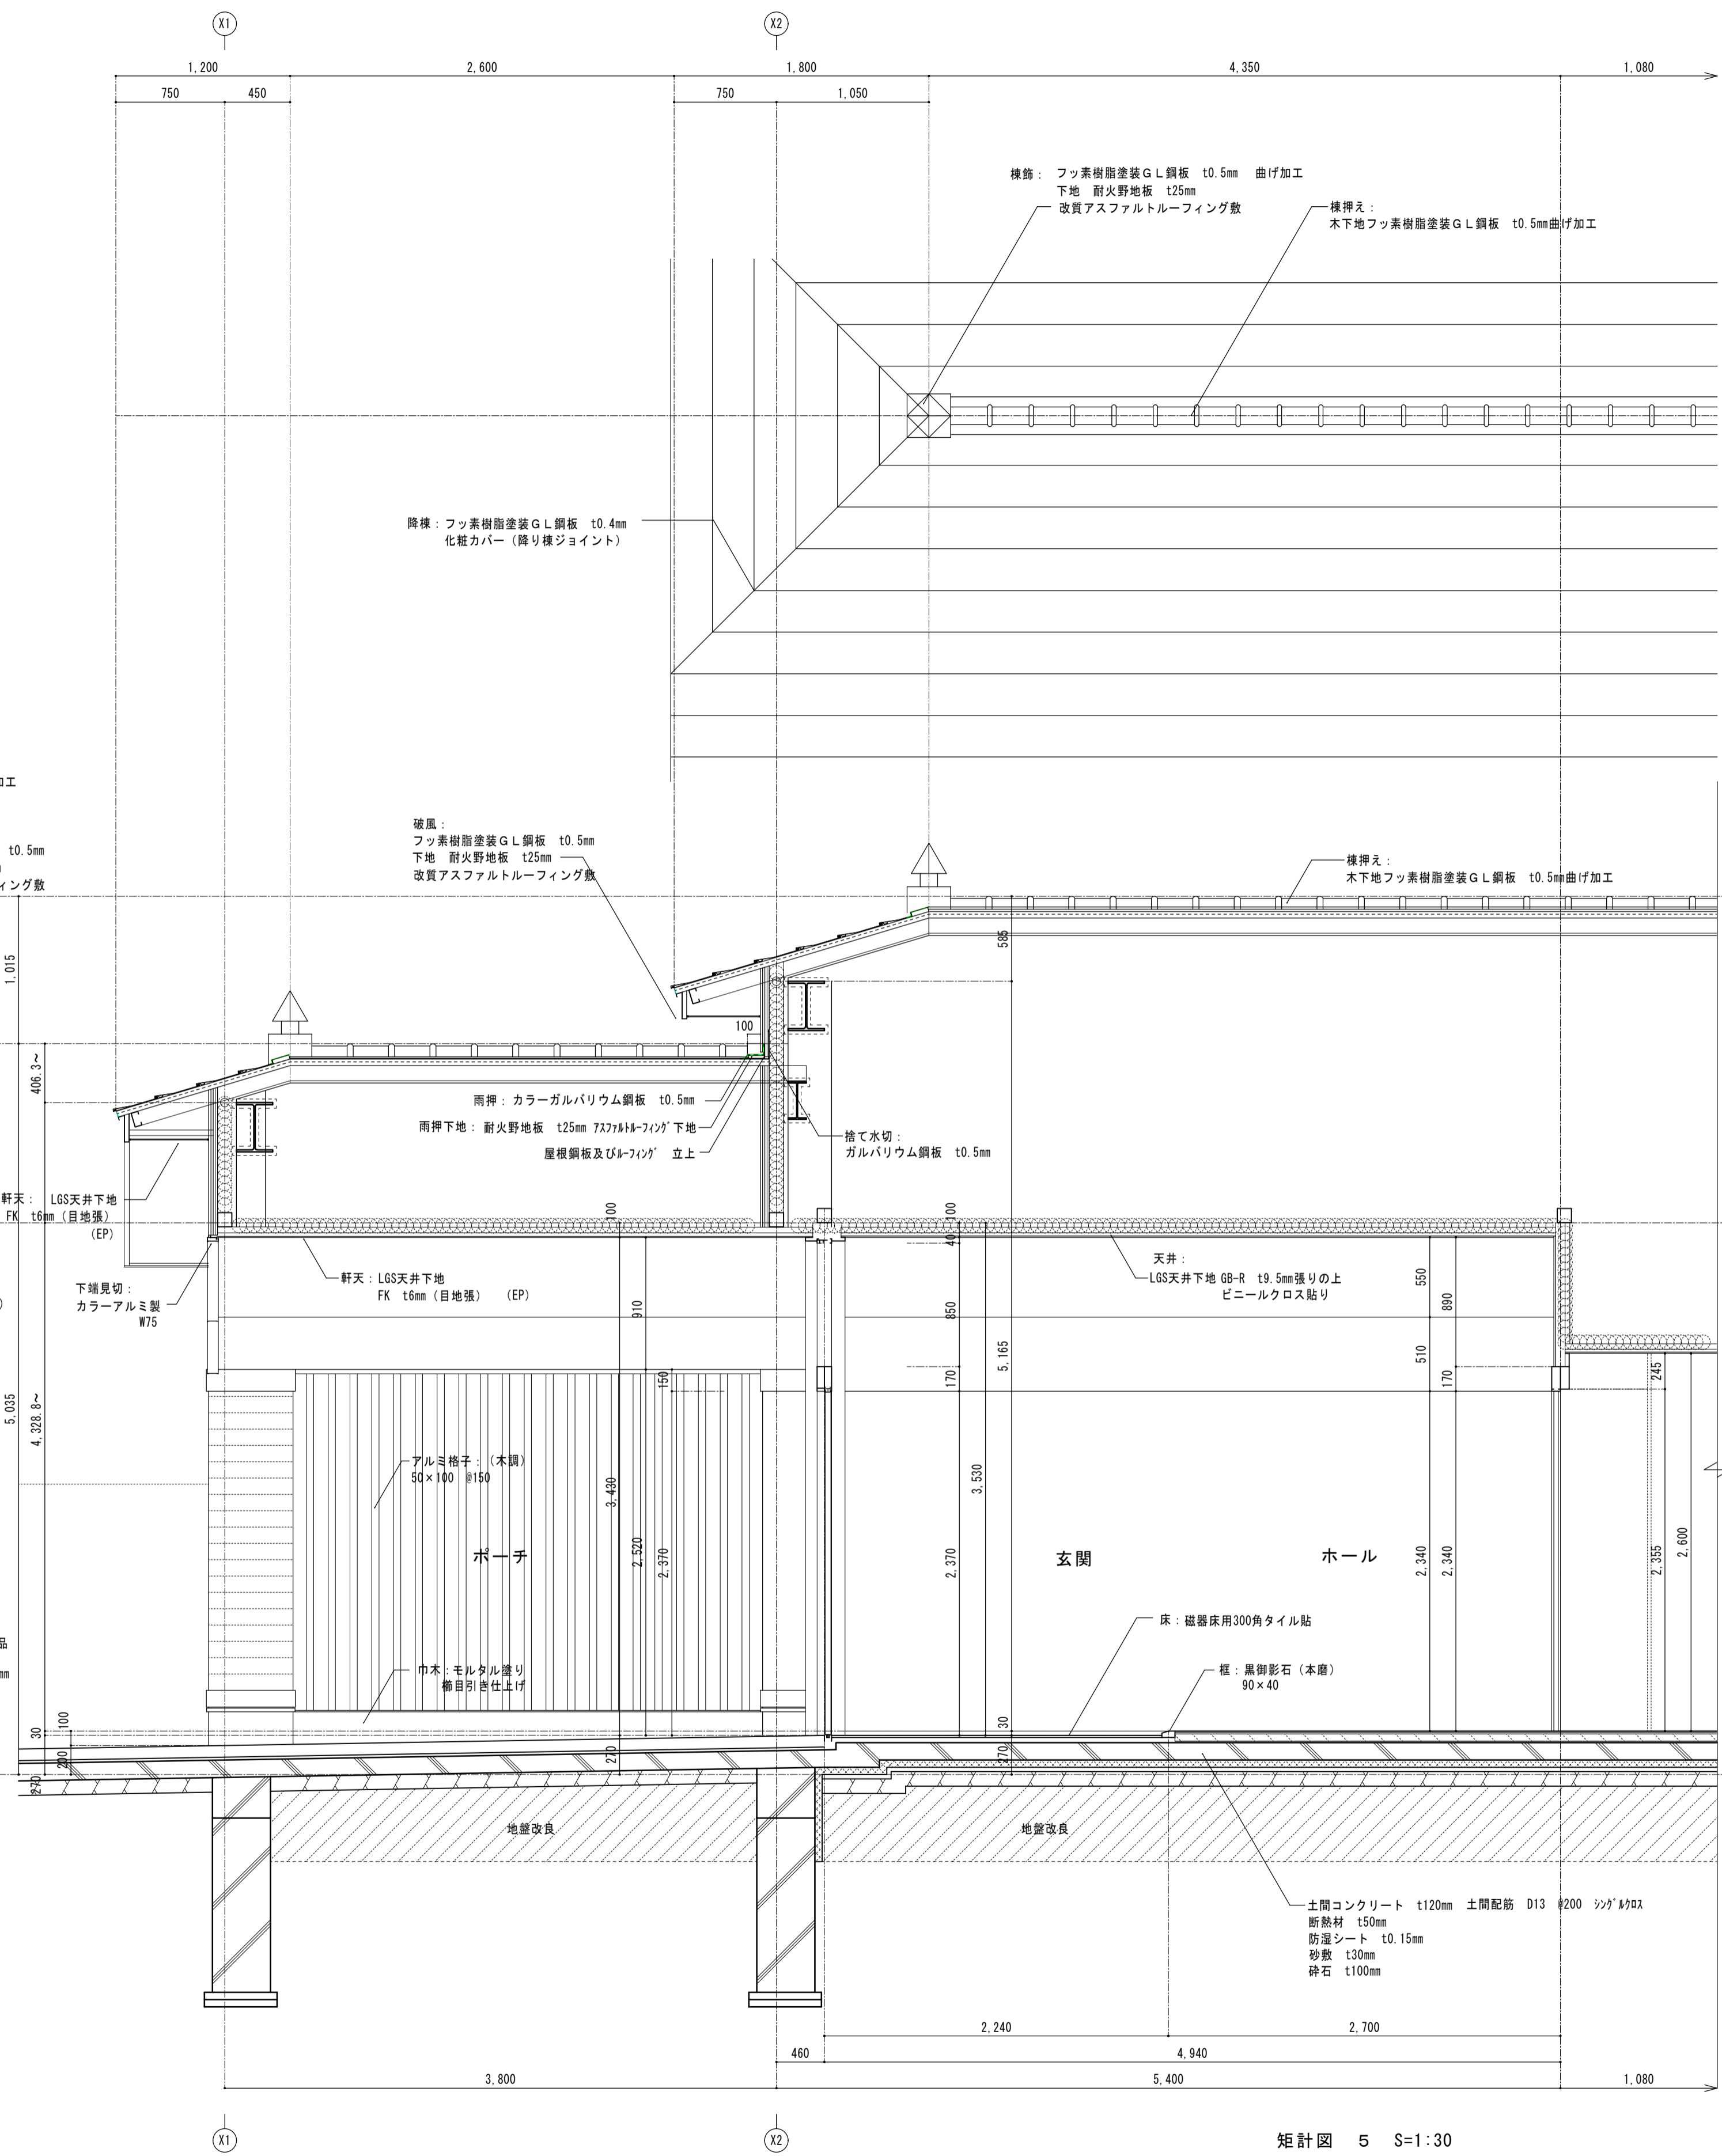 X1
X2
1,200
2,600
1,800
4,350
1,080
750
450
750
1,050
棟飾： フッ素樹脂塗装ＧＬ鋼板 t0.5mm 曲げ加工
下地 耐火野地板 t25mm
改質アスファルトルーフィング敷
棟押え：
木下地フッ素樹脂塗装ＧＬ鋼板 t0.5mm曲げ加工
降棟：フッ素樹脂塗装ＧＬ鋼板 t0.4mm
化粧カバー（降り棟ジョイント）
加工
t0.5mm
ィング敷
破風：
フッ素樹脂塗装ＧＬ鋼板 t0.5mm
下地 耐火野地板 t25mm
改質アスファルトルーフィング敷
棟押え：
木下地フッ素樹脂塗装ＧＬ鋼板 t0.5mm曲げ加工
585
1,015
100
406.3~
雨押：カラーガルバリウム鋼板 t0.5mm
雨押下地：耐火野地板 t25mm ｱｽﾌｧﾙﾄﾙｰﾌｨﾝｸﾞ下地
屋根鋼板及びﾙｰﾌｨﾝｸﾞ 立上
捨て水切：
ガルバリウム鋼板 t0.5mm
軒天： LGS天井下地
FK t6mm（目地張）
（EP）
100
100
40
下端見切：
カラーアルミ製
W75
軒天：LGS天井下地
FK t6mm（目地張） （EP）
天井：
LGS天井下地 GB-R t9.5mm張りの上
ビニールクロス貼り
910
850
550
890
5,165
510
150
170
170
245
5,035
4,328.8~
アルミ格子：（木調）
50×100 @150
3,430
3,530
2,520
2,370
2,370
2,340
2,340
2,355
2,600
ポーチ
玄関
ホール
床：磁器床用300角タイル貼
品
mm
巾木：モルタル塗り
櫛目引き仕上げ
框：黒御影石（本磨）
90×40
30
100
200
270
270
30
270
地盤改良
地盤改良
土間コンクリート t120mm 土間配筋 D13 @200 ｼﾝｸﾞﾙｸﾛｽ
断熱材 t50mm
防湿シート t0.15mm
砂敷 t30mm
砕石 t100mm
2,240
2,700
460
4,940
3,800
5,400
1,080
X1
X2
矩計図 5 S=1:30